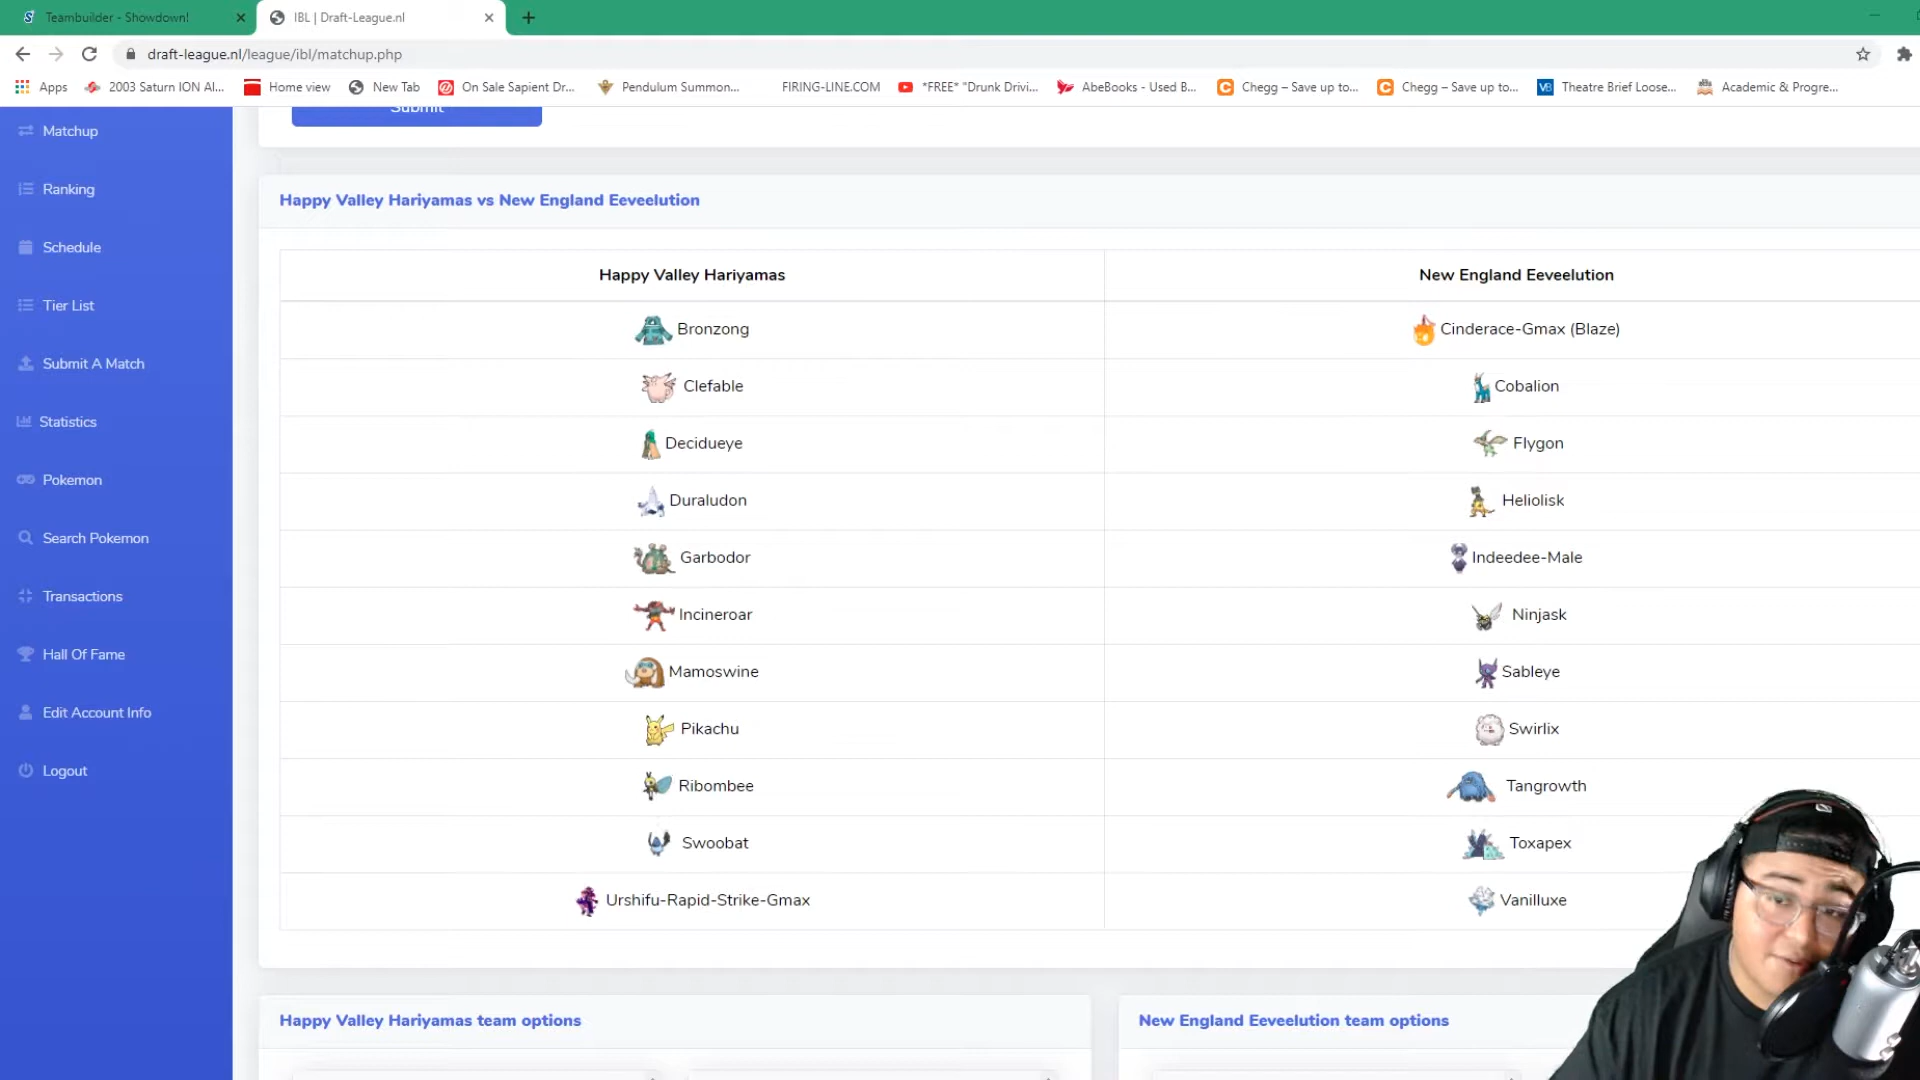 Teambuilder - Showdown!
IBL | Draft-League.nl
draft-league.nl/league/ibl/matchup.php
Apps
2003 Saturn ION Al...
Home view
New Tab
On Sale Sapient Dr...
Pendulum Summon...
FIRING-LINE.COM
*FREE* "Drunk Drivi...
AbeBooks - Used B...
Chegg – Save up to...
Chegg – Save up to...
VB
Theatre Brief Loose...
Academic & Progre...
Submit
Matchup
Ranking
Schedule
Tier List
Submit A Match
Statistics
Pokemon
Search Pokemon
Transactions
Hall Of Fame
Edit Account Info
Logout
Happy Valley Hariyamas vs New England Eeveelution
Happy Valley Hariyamas New England Eeveelution
Bronzong Cinderace-Gmax (Blaze)
Clefable Cobalion
Decidueye Flygon
Duraludon Heliolisk
Garbodor Indeedee-Male
Incineroar Ninjask
Mamoswine Sableye
Pikachu Swirlix
Ribombee Tangrowth
Swoobat Toxapex
Urshifu-Rapid-Strike-Gmax Vanilluxe
Happy Valley Hariyamas team options
New England Eeveelution team options